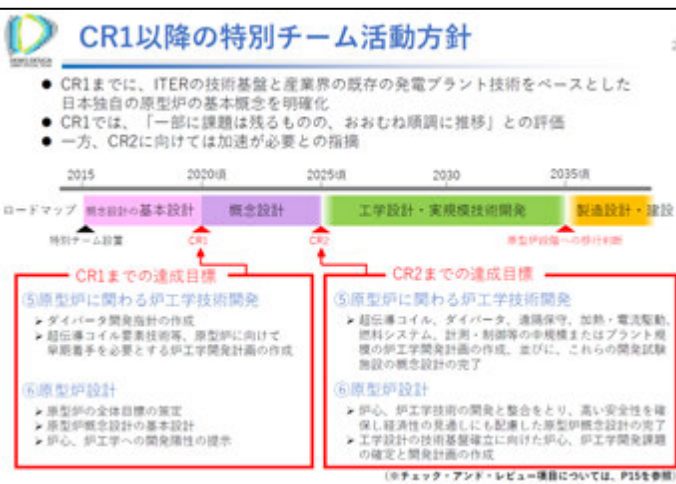 CR1以降の特別チーム活動方針
● CR1までに、ITERの技術基盤と産業界の既存の発電プラント技術をベースとした
日本独自の原型炉の基本概念を明確化
● CR1では、「一部に課題は残るものの、おおむね順調に推移」との評価
● 一方、CR2に向けては加速が必要との指摘
2015 2020頃 2025頃 2030 2035頃
ロードマップ 概念設計の基本設計 概念設計 工学設計・実規模技術開発 製造設計・建設
特別チーム設置 CR1 CR2 原型炉段階への移行判断
CR1までの達成目標
⑤原型炉に関わる炉工学技術開発
➤ ダイバータ開発指針の作成
➤ 超伝導コイル要素技術等、原型炉に向けて
早期着手を必要とする炉工学開発計画の作成
⑥原型炉設計
➤ 原型炉の全体目標の策定
➤ 原型炉概念設計の基本設計
➤ 炉心、炉工学への開発陽性の提示
CR2までの達成目標
⑤原型炉に関わる炉工学技術開発
➤ 超伝導コイル、ダイバータ、遠隔保守、加熱・電流駆動、
燃料システム、計測・制御等の中規模またはプラント規
模の炉工学開発計画の作成、並びに、これらの開発試験
施設の概念設計の完了
⑥原型炉設計
➤ 炉心、炉工学技術の開発と整合をとり、高い安全性を確
保し経済性の見通しにも配慮した原型炉概念設計の完了
➤ 工学設計の技術基盤確立に向けた炉心、炉工学開発課題
の確定と開発計画の作成
(※チェック・アンド・レビュー項目については、P15を参照)